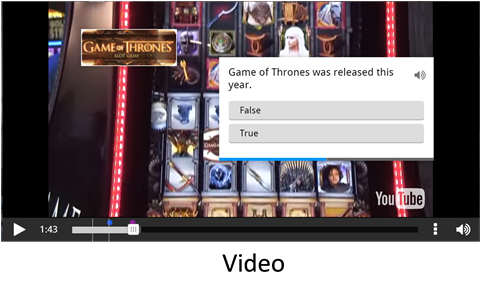 GAME OF THRONES
SLOT GAME
Game of Thrones was released this
year.
False
True
YouTube
1:43
Video